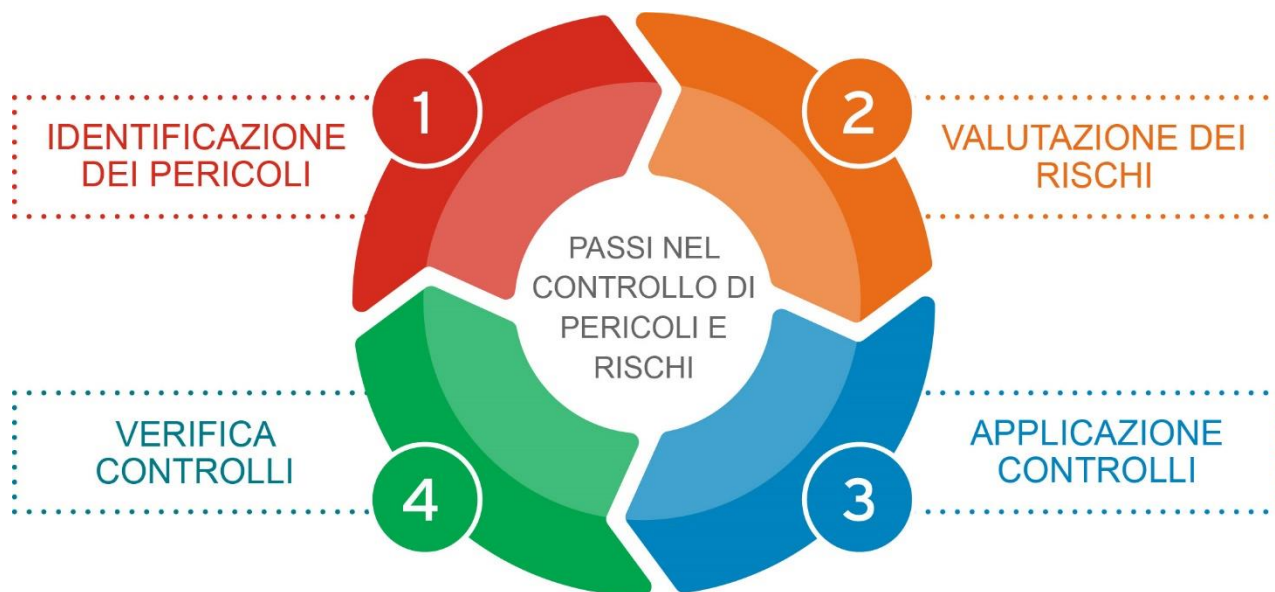 1
IDENTIFICAZIONE
DEI PERICOLI
2
VALUTAZIONE DEI
RISCHI
PASSI NEL
CONTROLLO DI
PERICOLI E
RISCHI
3
APPLICAZIONE
CONTROLLI
4
VERIFICA
CONTROLLI